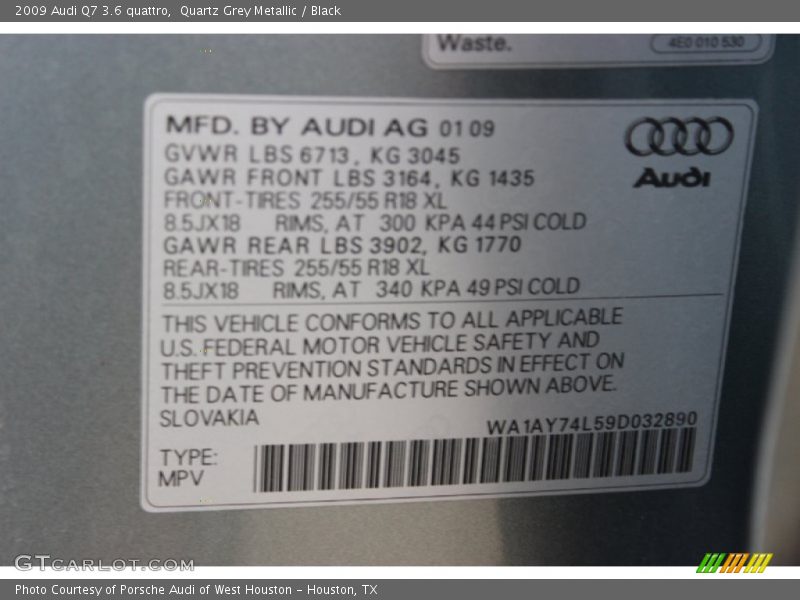 2009 Audi Q7 3.6 quattro, Quartz Grey Metallic / Black
Waste.
4E0 010 530
MFD. BY AUDI AG 01 09
GVWR LBS 6713, KG 3045
GAWR FRONT LBS 3164, KG 1435
FRONT-TIRES 255/55 R18 XL
8.5JX18 RIMS, AT 300 KPA 44 PSI COLD
GAWR REAR LBS 3902, KG 1770
REAR-TIRES 255/55 R18 XL
8.5JX18 RIMS, AT 340 KPA 49 PSI COLD
Audi
THIS VEHICLE CONFORMS TO ALL APPLICABLE
U.S. FEDERAL MOTOR VEHICLE SAFETY AND
THEFT PREVENTION STANDARDS IN EFFECT ON
THE DATE OF MANUFACTURE SHOWN ABOVE.
SLOVAKIA
WA1AY74L59D032890
TYPE:
MPV
GTCARLOT.COM
Photo Courtesy of Porsche Audi of West Houston - Houston, TX